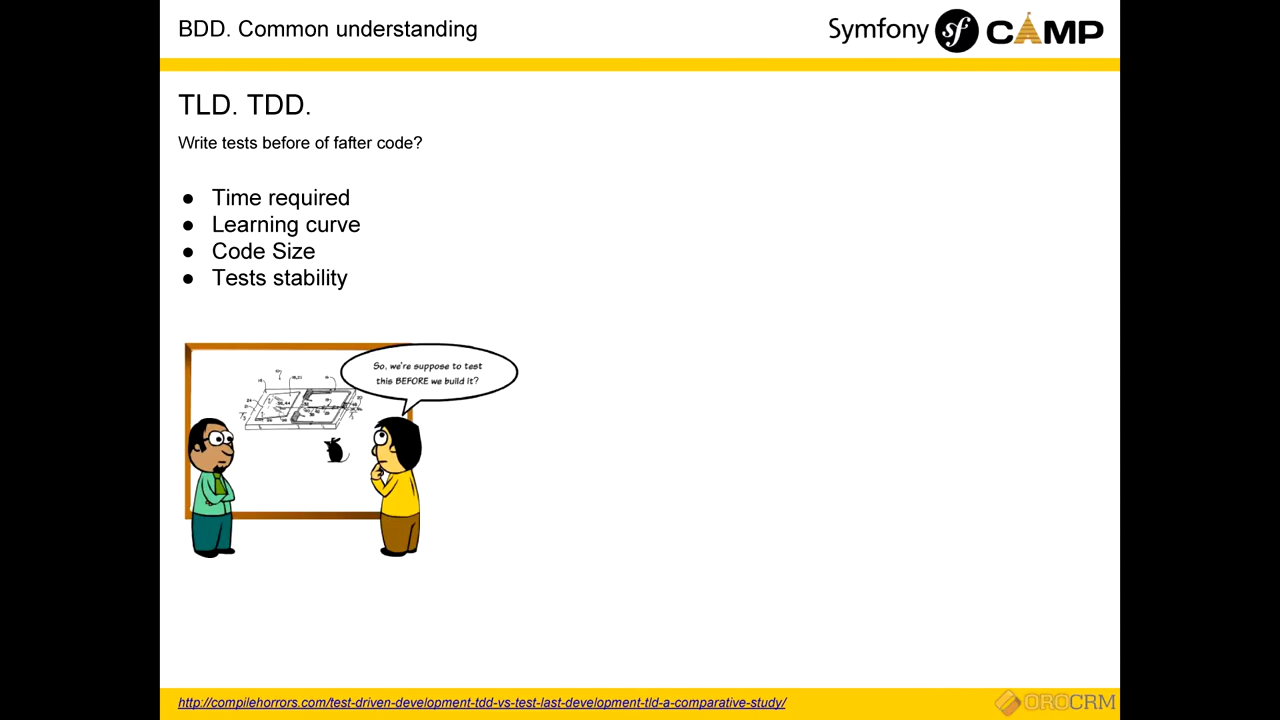 BDD. Common understanding
Symfony sf CAMP
TLD. TDD.
Write tests before of fafter code?
● Time required
● Learning curve
● Code Size
● Tests stability
So, we're suppose to test
this BEFORE we build it?
http://compilehorrors.com/test-driven-development-tdd-vs-test-last-development-tld-a-comparative-study/
OROCRM